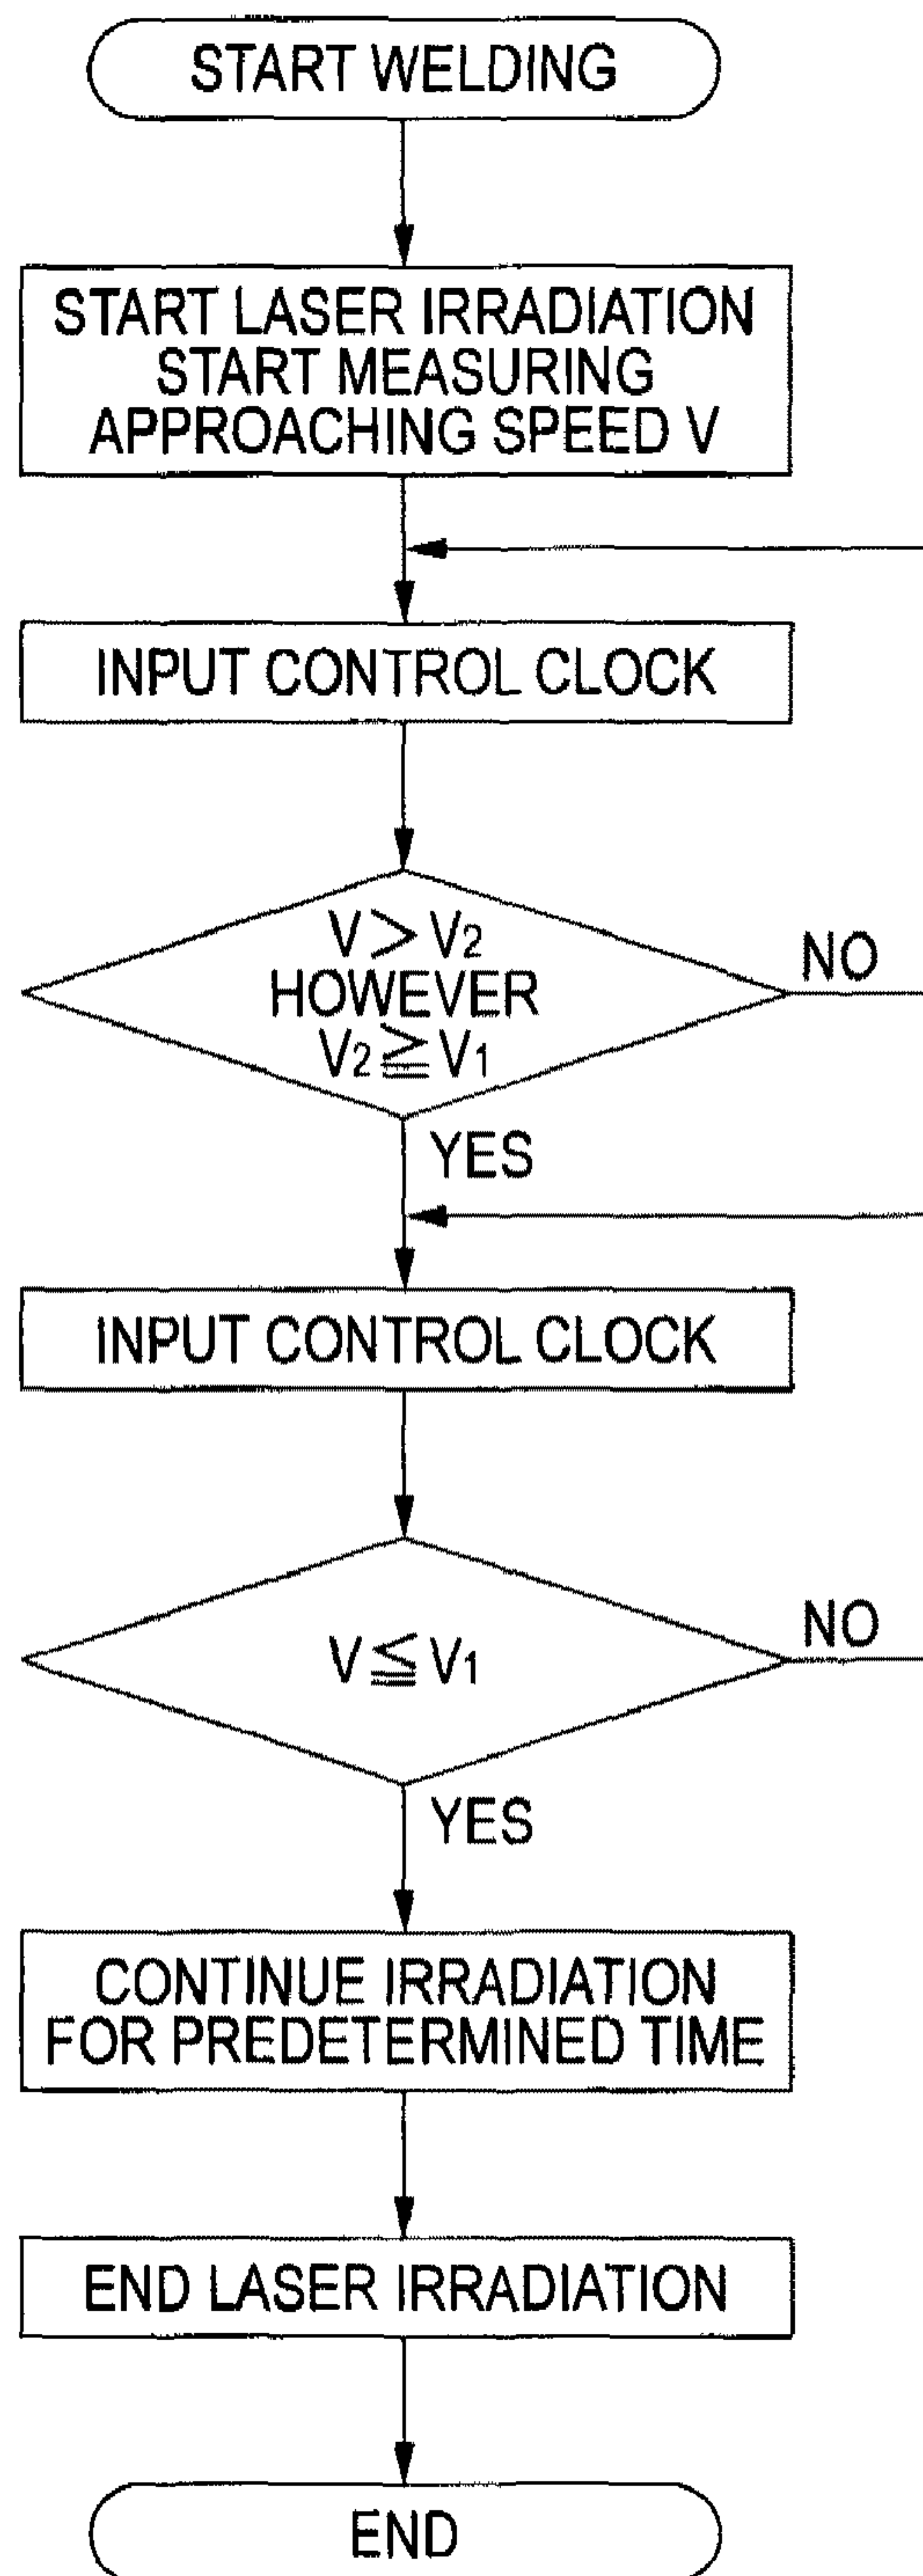 START WELDING
START LASER IRRADIATION
START MEASURING
APPROACHING SPEED V
INPUT CONTROL CLOCK
V > V2
HOWEVER
V2 ≧ V1
NO
YES
INPUT CONTROL CLOCK
V ≦ V1
NO
YES
CONTINUE IRRADIATION
FOR PREDETERMINED TIME
END LASER IRRADIATION
END